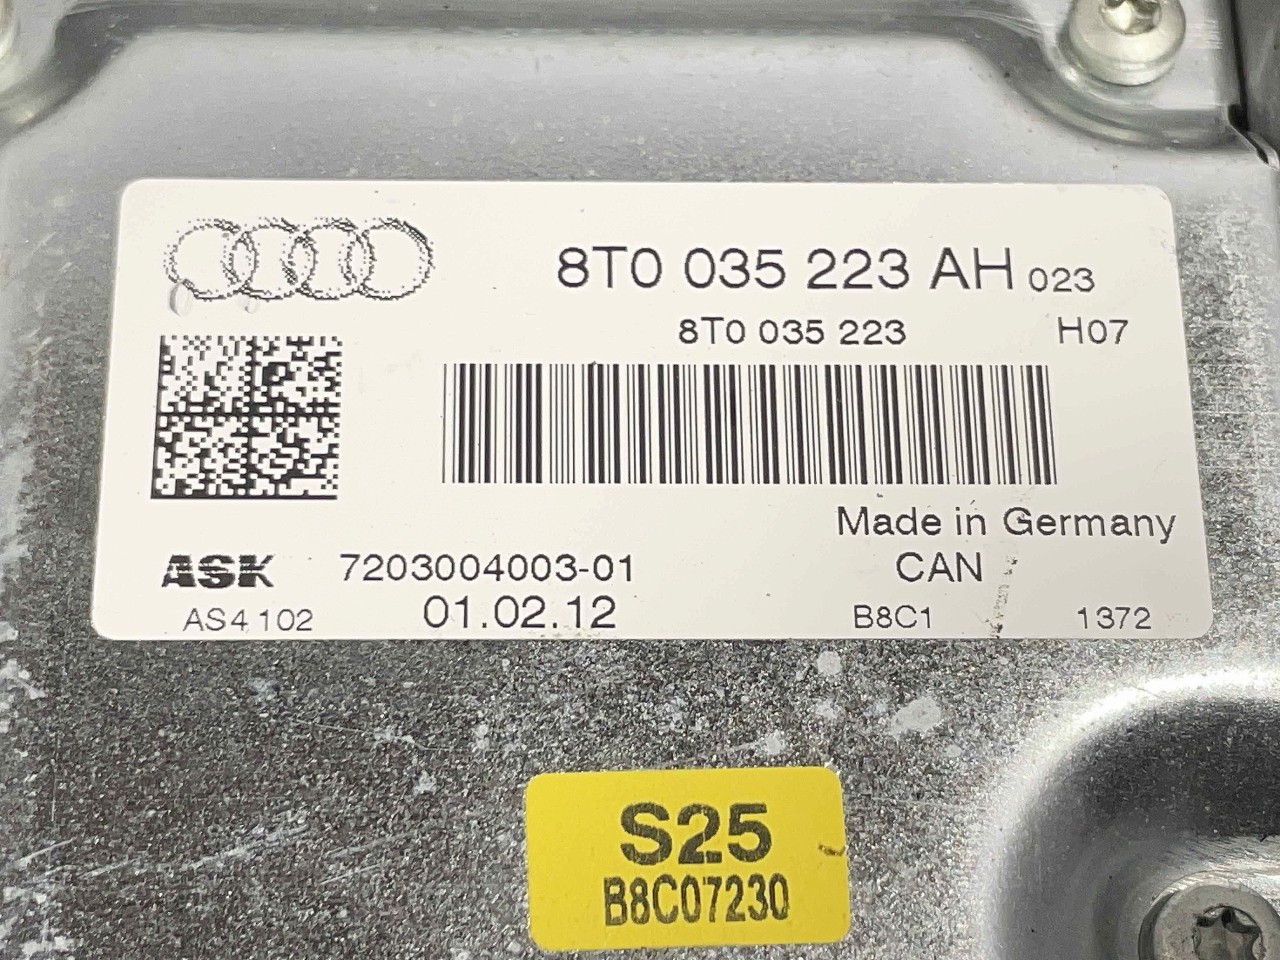 8T0 035 223 AH 023
8T0 035 223 H07
Made in Germany
ASK 7203004003-01 CAN
AS4 102 01.02.12 B8C1 1372
S25
B8C07230